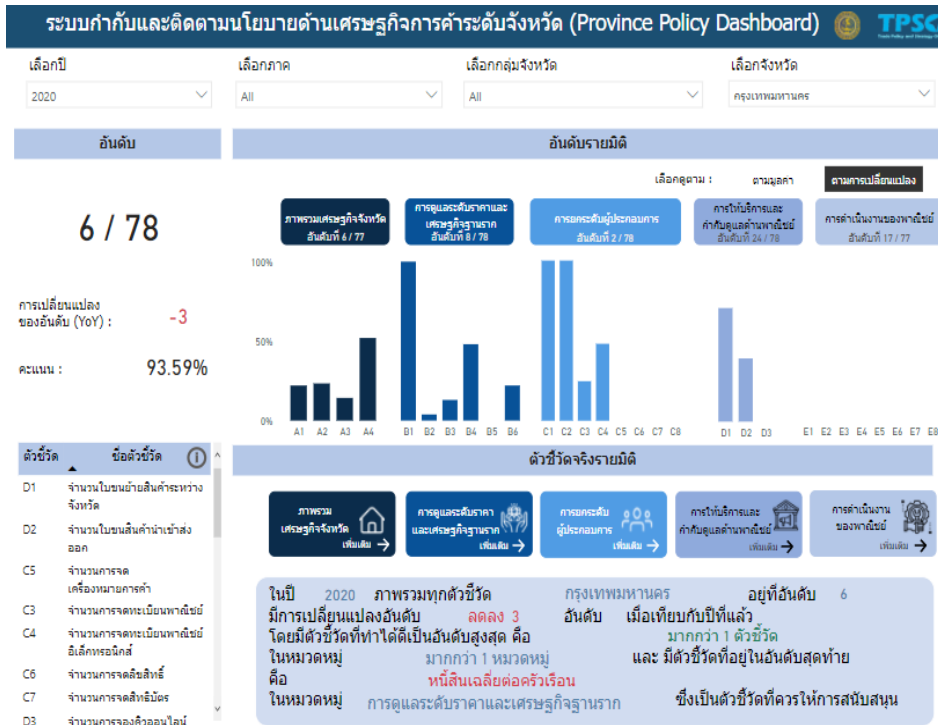 ระบบกำกับและติดตามนโยบายด้านเศรษฐกิจการค้าระดับจังหวัด (Province Policy Dashboard) TPSO
เลือกปี เลือกภาค เลือกกลุ่มจังหวัด เลือกจังหวัด
2020 All All กรุงเทพมหานคร
อันดับ อันดับรายมิติ
เลือกดูตาม : ตามมูลค่า ตามการเปลี่ยนแปลง
6 / 78
ภาพรวมเศรษฐกิจจังหวัด
อันดับที่ 6 / 77
การดูแลระดับราคาและ
เศรษฐกิจฐานราก
อันดับที่ 8 / 78
การยกระดับผู้ประกอบการ
อันดับที่ 2 / 78
การให้บริการและ
กำกับดูแลด้านพาณิชย์
อันดับที่ 24 / 78
การดำเนินงานของพาณิชย์
อันดับที่ 17 / 77
การเปลี่ยนแปลง
ของอันดับ (YoY) : -3
คะแนน : 93.59%
100%
50%
0%
A1 A2 A3 A4 B1 B2 B3 B4 B5 B6 C1 C2 C3 C4 C5 C6 C7 C8 D1 D2 D3 E1 E2 E3 E4 E5 E6 E7 E8
ตัวชี้วัด ชื่อตัวชี้วัด
D1 จำนวนใบขนย้ายสินค้าระหว่าง
จังหวัด
D2 จำนวนใบขนสินค้านำเข้าส่ง
ออก
C5 จำนวนการจด
เครื่องหมายการค้า
C3 จำนวนการจดทะเบียนพาณิชย์
C4 จำนวนการจดทะเบียนพาณิชย์
อิเล็กทรอนิกส์
C6 จำนวนการจดลิขสิทธิ์
C7 จำนวนการจดสิทธิบัตร
D3 จำนวนการจองคิวออนไลน์
ตัวชี้วัดจริงรายมิติ
ภาพรวม
เศรษฐกิจจังหวัด
เพิ่มเติม
การดูแลระดับราคา
และเศรษฐกิจฐานราก
เพิ่มเติม
การยกระดับ
ผู้ประกอบการ
เพิ่มเติม
การให้บริการและ
กำกับดูแลด้านพาณิชย์
เพิ่มเติม
การดำเนินงาน
ของพาณิชย์
เพิ่มเติม
ในปี 2020 ภาพรวมทุกตัวชี้วัด กรุงเทพมหานคร อยู่ที่อันดับ 6
มีการเปลี่ยนแปลงอันดับ ลดลง 3 อันดับ เมื่อเทียบกับปีที่แล้ว
โดยมีตัวชี้วัดที่ทำได้ดีเป็นอันดับสูงสุด คือ มากกว่า 1 ตัวชี้วัด
ในหมวดหมู่ มากกว่า 1 หมวดหมู่ และ มีตัวชี้วัดที่อยู่ในอันดับสุดท้าย
คือ หนี้สินเฉลี่ยต่อครัวเรือน
ในหมวดหมู่ การดูแลระดับราคาและเศรษฐกิจฐานราก ซึ่งเป็นตัวชี้วัดที่ควรให้การสนับสนุน